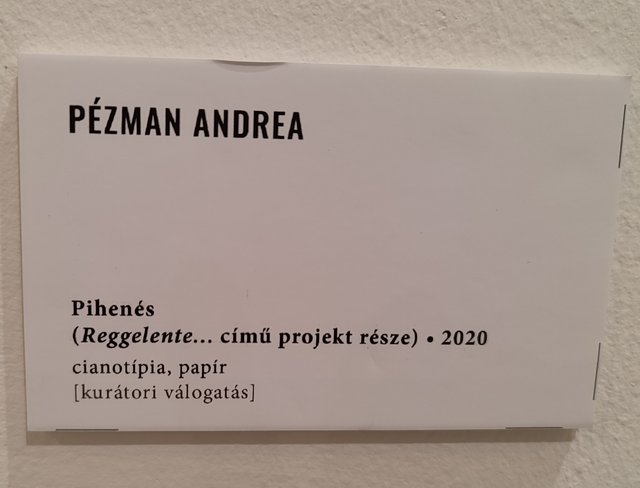 PÉZMAN ANDREA
Pihenés
(Reggelente... című projekt része) • 2020
cianotípia, papír
[kurátori válogatás]